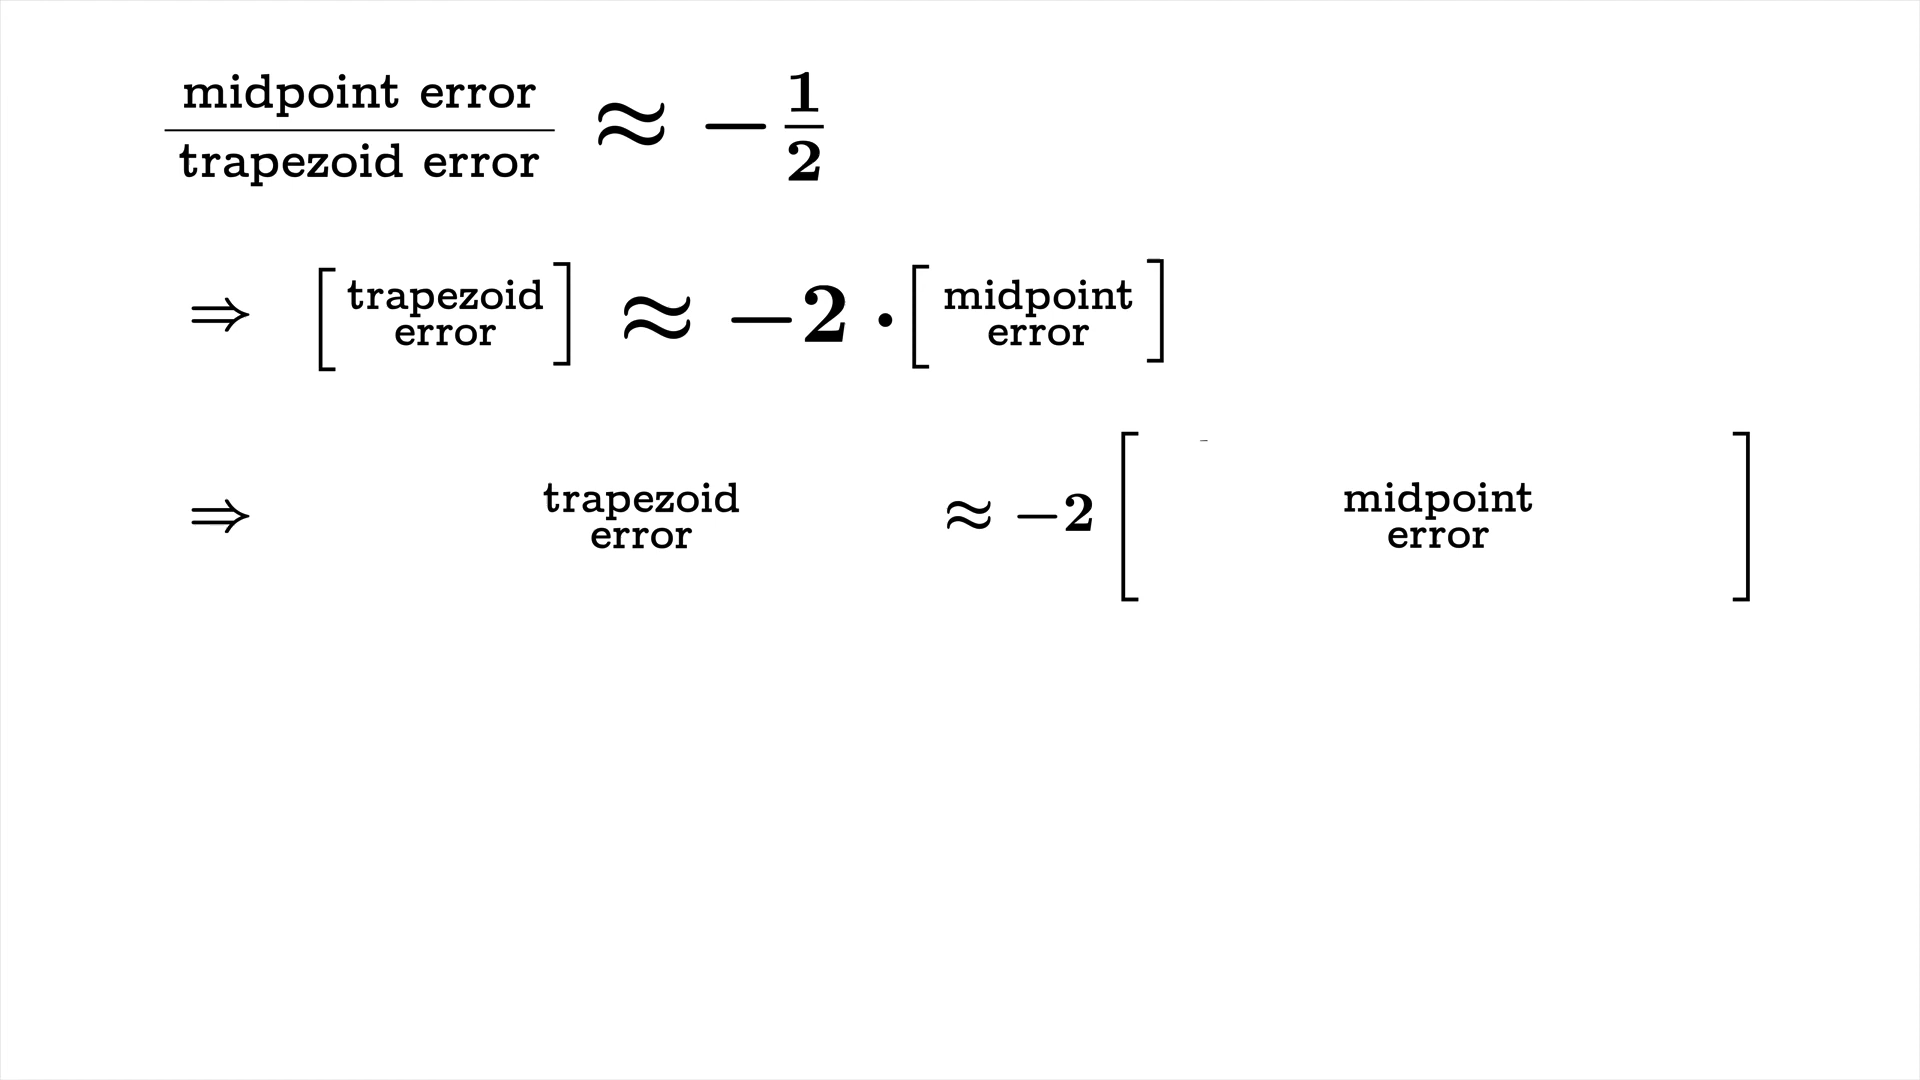 midpoint error
trapezoid error
≈ −1/2
⇒ [trapezoid error] ≈ −2 · [midpoint error]
⇒ trapezoid error ≈ −2 [midpoint error]